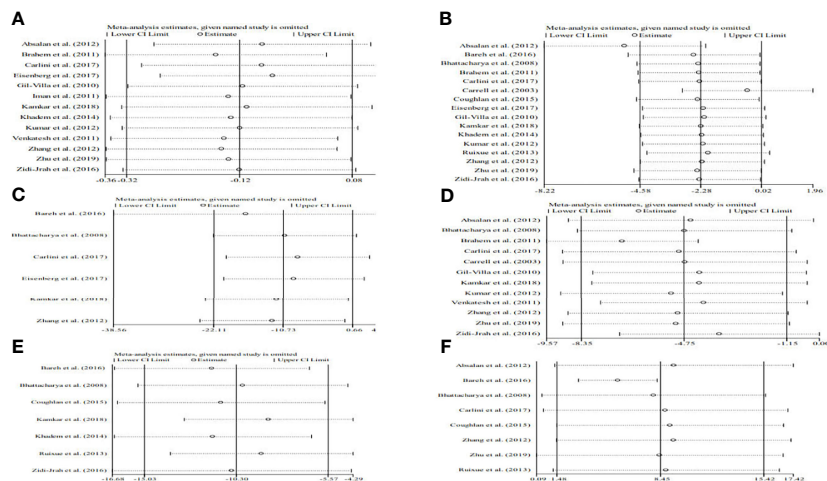 A
Meta-analysis estimates, given named study is omitted
| Lower CI Limit ○ Estimate | Upper CI Limit
Absalan et al. (2012)
Brahem et al. (2011)
Carlini et al. (2017)
Eisenberg et al. (2017)
Gil-Villa et al. (2010)
Iman et al. (2011)
Kamkar et al. (2018)
Khadem et al. (2014)
Kumar et al. (2012)
Venkatesh et al. (2011)
Zhang et al. (2012)
Zhu et al. (2019)
Zidi-Jrah et al. (2016)
-0.36 -0.32 -0.12 0.08
B
Meta-analysis estimates, given named study is omitted
| Lower CI Limit ○ Estimate | Upper CI Limit
Absalan et al. (2012)
Bareh et al. (2016)
Bhattacharya et al. (2008)
Brahem et al. (2011)
Carlini et al. (2017)
Carrell et al. (2003)
Coughlan et al. (2015)
Eisenberg et al. (2017)
Gil-Villa et al. (2010)
Kamkar et al. (2018)
Khadem et al. (2014)
Kumar et al. (2012)
Ruixue et al. (2013)
Zhang et al. (2012)
Zhu et al. (2019)
Zidi-Jrah et al. (2016)
-8.22 -4.58 -2.28 0.02 1.96
C
Meta-analysis estimates, given named study is omitted
| Lower CI Limit ○ Estimate | Upper CI Limit
Bareh et al. (2016)
Bhattacharya et al. (2008)
Carlini et al. (2017)
Eisenberg et al. (2017)
Kamkar et al. (2018)
Zhang et al. (2012)
-38.56 -22.11 -10.73 0.66 4
D
Meta-analysis estimates, given named study is omitted
| Lower CI Limit ○ Estimate | Upper CI Limit
Absalan et al. (2012)
Bhattacharya et al. (2008)
Brahem et al. (2011)
Carlini et al. (2017)
Carrell et al. (2003)
Gil-Villa et al. (2010)
Kamkar et al. (2018)
Kumar et al. (2012)
Venkatesh et al. (2011)
Zhang et al. (2012)
Zhu et al. (2019)
Zidi-Jrah et al. (2016)
-9.57 -8.35 -4.75 -1.15 0.08
E
Meta-analysis estimates, given named study is omitted
| Lower CI Limit ○ Estimate | Upper CI Limit
Bareh et al. (2016)
Bhattacharya et al. (2008)
Coughlan et al. (2015)
Kamkar et al. (2018)
Khadem et al. (2014)
Ruixue et al. (2013)
Zidi-Jrah et al. (2016)
-16.68 -15.03 -10.30 -5.57 -4.29
F
Meta-analysis estimates, given named study is omitted
| Lower CI Limit ○ Estimate | Upper CI Limit
Absalan et al. (2012)
Bareh et al. (2016)
Bhattacharya et al. (2008)
Carlini et al. (2017)
Coughlan et al. (2015)
Zhang et al. (2012)
Zhu et al. (2019)
Ruixue et al. (2013)
0.09 1.48 8.45 15.42 17.42